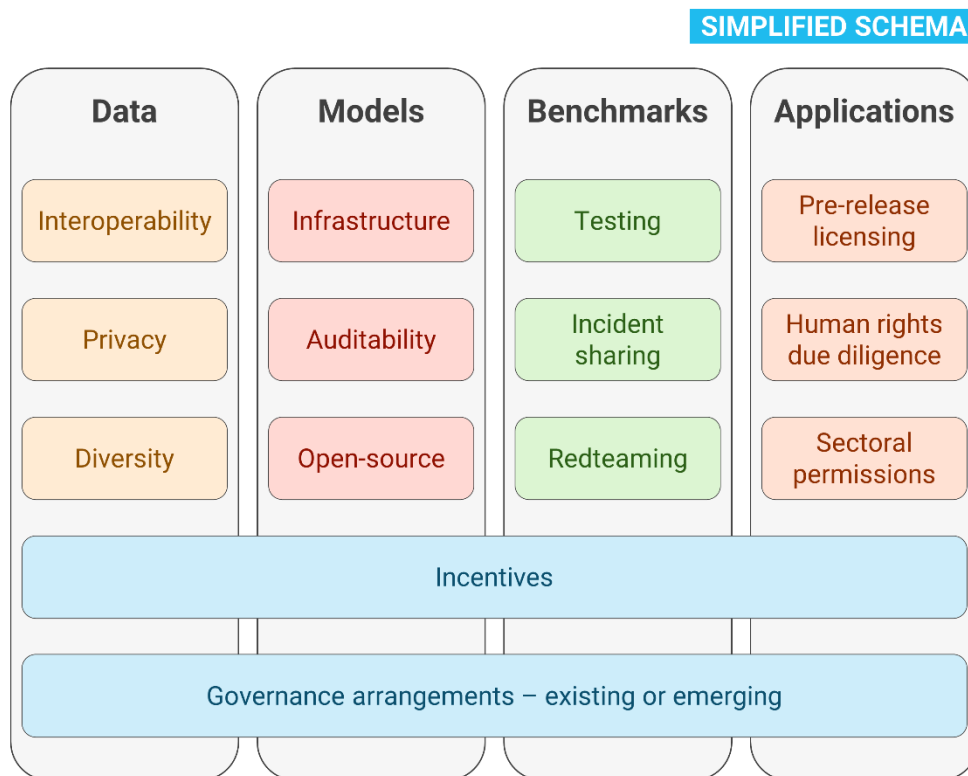 SIMPLIFIED SCHEMA
Data
Models
Benchmarks
Applications
Interoperability
Infrastructure
Testing
Pre-release
licensing
Privacy
Auditability
Incident
sharing
Human rights
due diligence
Diversity
Open-source
Redteaming
Sectoral
permissions
Incentives
Governance arrangements – existing or emerging